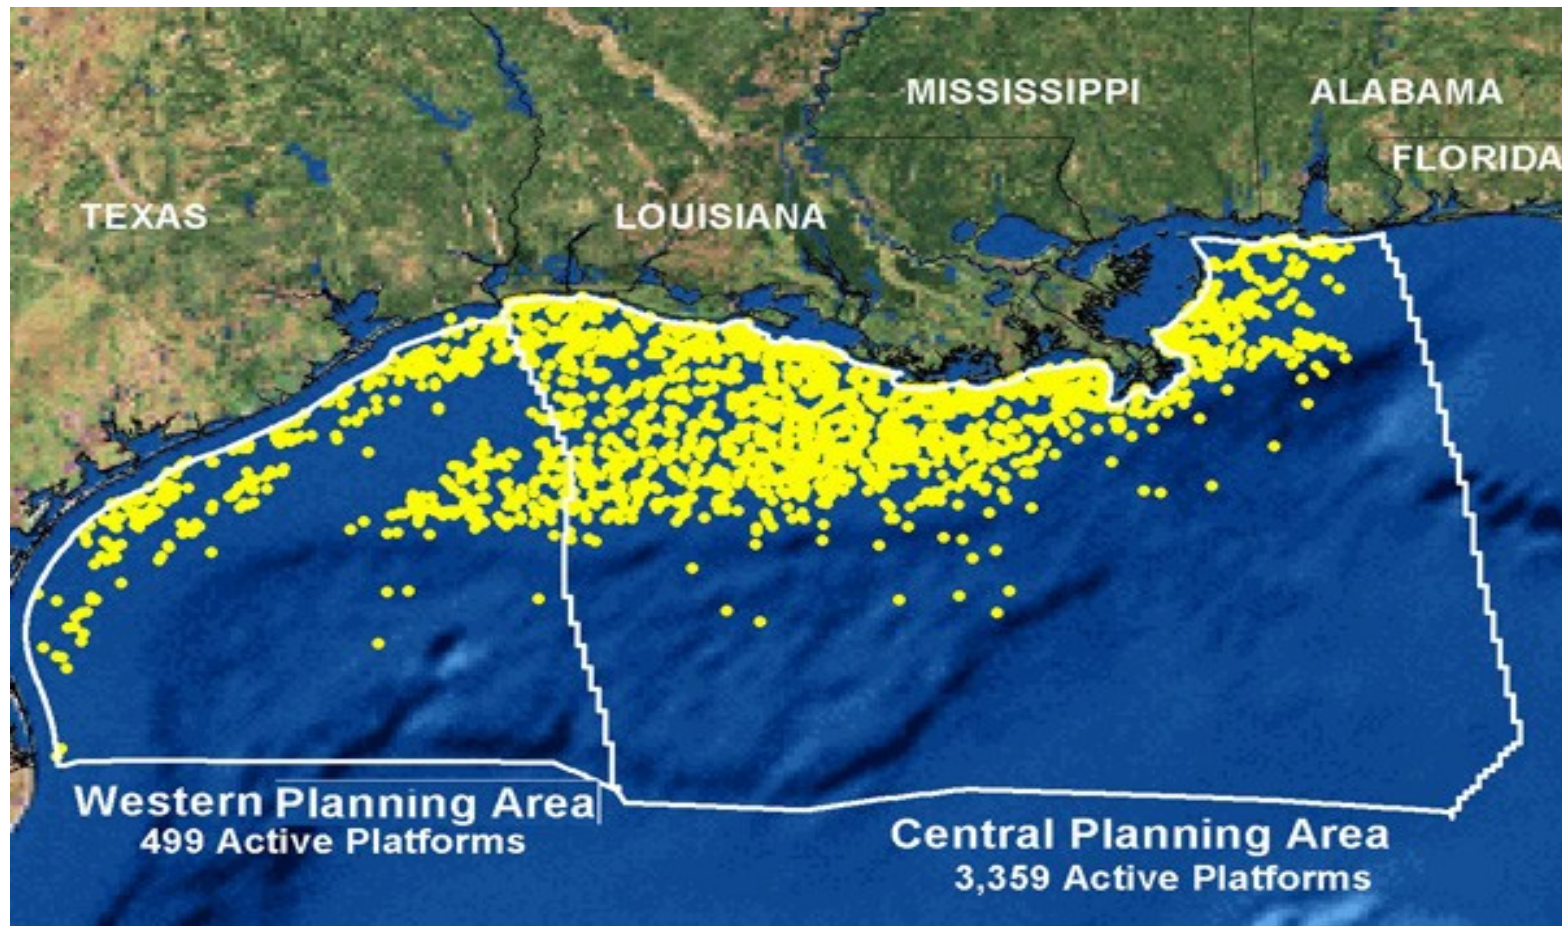 MISSISSIPPI
ALABAMA
FLORIDA
TEXAS
LOUISIANA
Western Planning Area
499 Active Platforms
Central Planning Area
3,359 Active Platforms